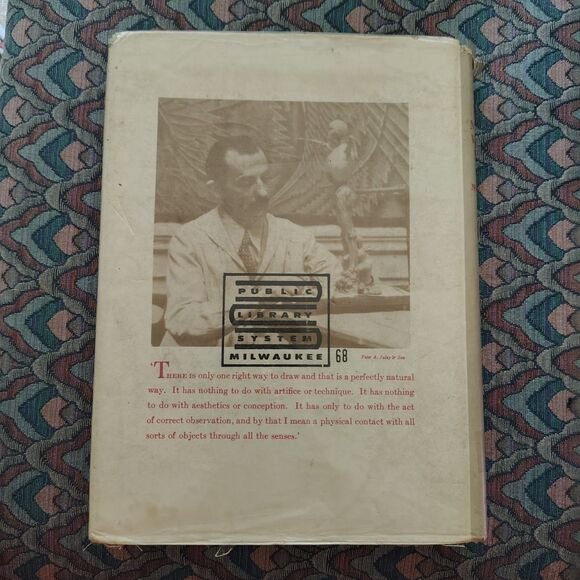 PUBLIC
LIBRARY
SYSTEM
MILWAUKEE
68
Peter A. Juley & Son
'THERE IS only one right way to draw and that is a perfectly natural
way. It has nothing to do with artifice or technique. It has nothing
to do with aesthetics or conception. It has only to do with the act
of correct observation, and by that I mean a physical contact with all
sorts of objects through all the senses.'